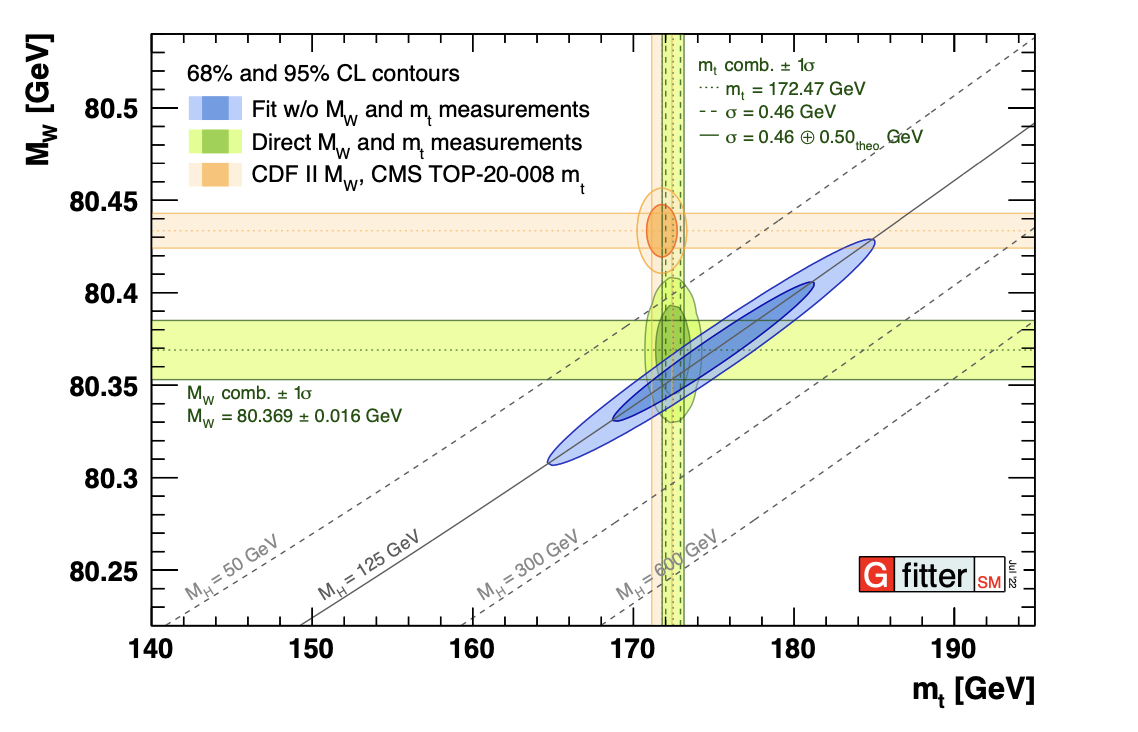 M_W [GeV]
80.5
80.45
80.4
80.35
80.3
80.25
68% and 95% CL contours
Fit w/o M_W and m_t measurements
Direct M_W and m_t measurements
CDF II M_W, CMS TOP-20-008 m_t
m_t comb. ± 1σ
m_t = 172.47 GeV
σ = 0.46 GeV
σ = 0.46 ⊕ 0.50_theo. GeV
M_W comb. ± 1σ
M_W = 80.369 ± 0.016 GeV
M_H = 50 GeV
M_H = 125 GeV
M_H = 300 GeV
M_H = 600 GeV
G fitter SM
Jul '22
140 150 160 170 180 190
m_t [GeV]